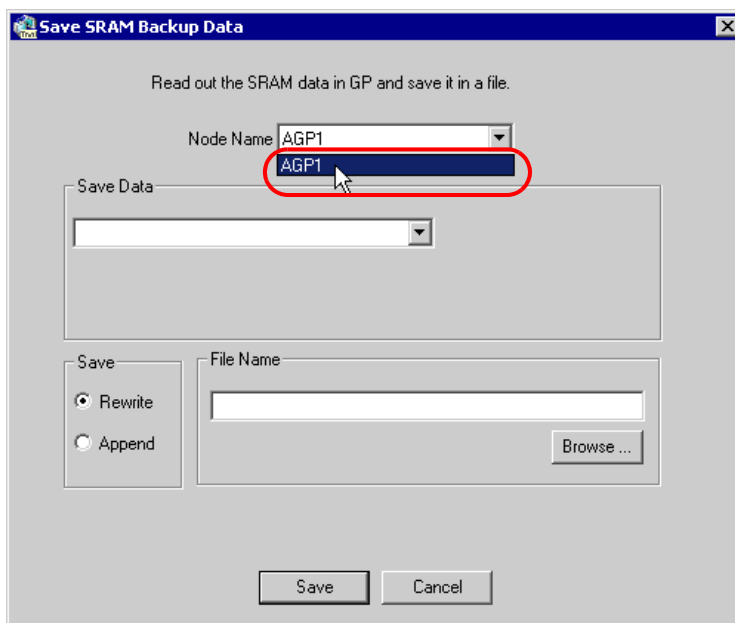 Save SRAM Backup Data
Read out the SRAM data in GP and save it in a file.
Node Name AGP1
AGP1
Save Data
Save
Rewrite
Append
File Name
Browse ...
Save Cancel